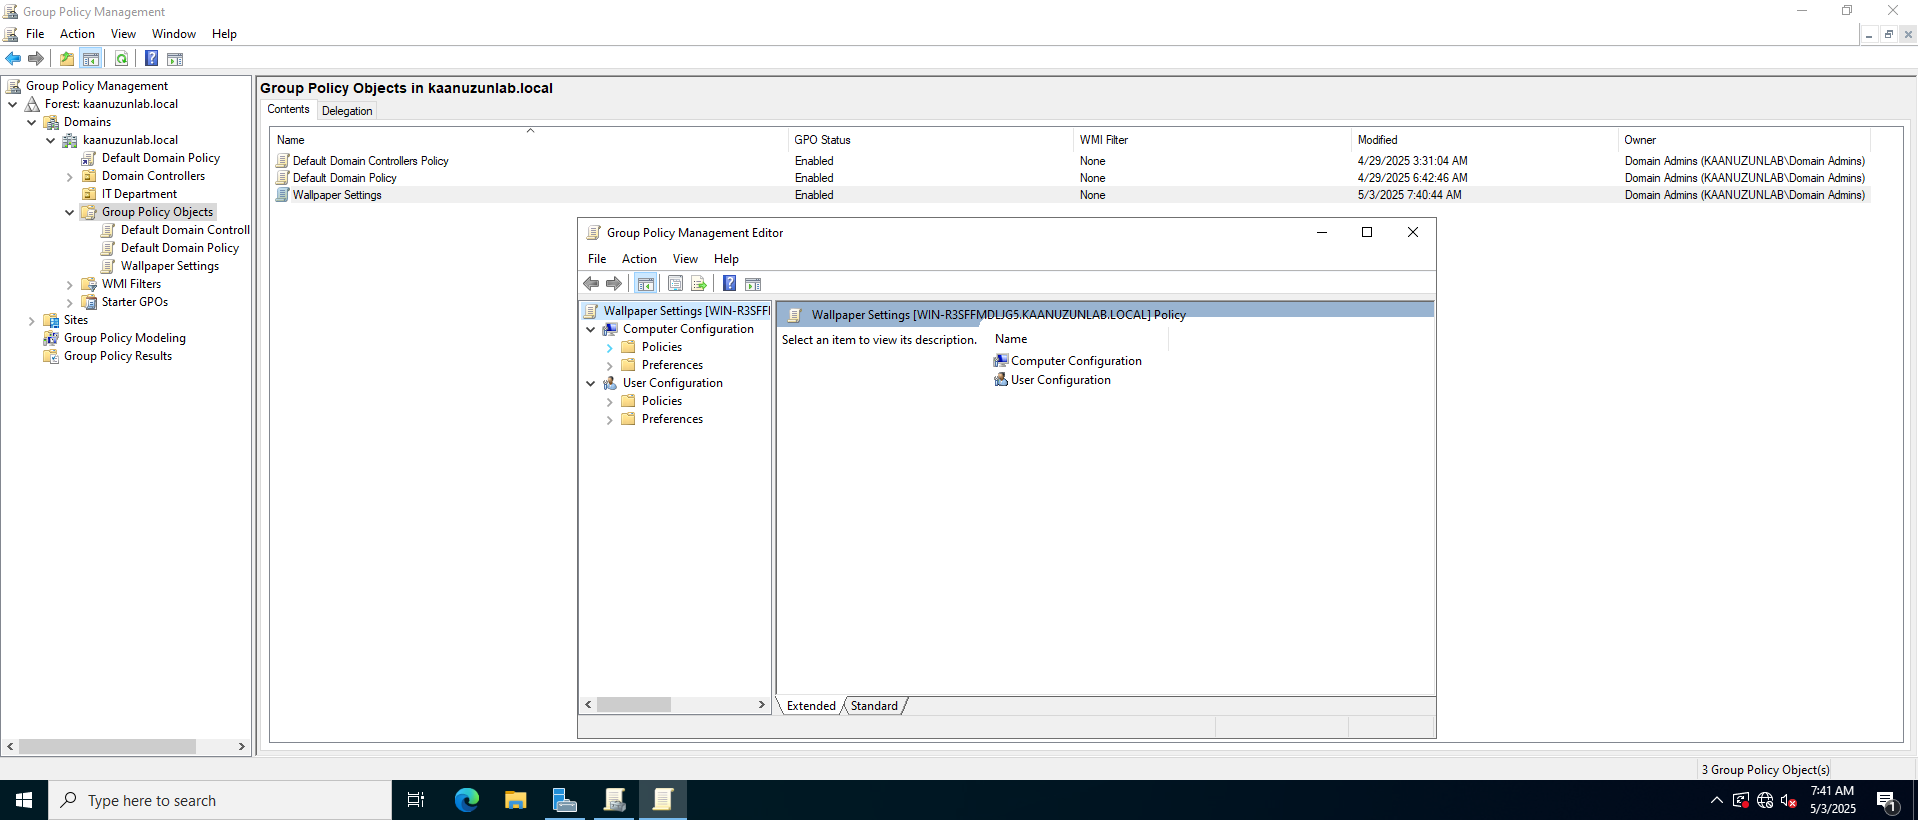 Group Policy Management
File Action View Window Help
Group Policy Management
Forest: kaanuzunlab.local
Domains
kaanuzunlab.local
Default Domain Policy
Domain Controllers
IT Department
Group Policy Objects
Default Domain Controll
Default Domain Policy
Wallpaper Settings
WMI Filters
Starter GPOs
Sites
Group Policy Modeling
Group Policy Results
Group Policy Objects in kaanuzunlab.local
Contents Delegation
Name GPO Status WMI Filter Modified Owner
Default Domain Controllers Policy Enabled None 4/29/2025 3:31:04 AM Domain Admins (KAANUZUNLAB\Domain Admins)
Default Domain Policy Enabled None 4/29/2025 6:42:46 AM Domain Admins (KAANUZUNLAB\Domain Admins)
Wallpaper Settings Enabled None 5/3/2025 7:40:44 AM Domain Admins (KAANUZUNLAB\Domain Admins)
Group Policy Management Editor
File Action View Help
Wallpaper Settings [WIN-R3SFFI
Computer Configuration
Policies
Preferences
User Configuration
Policies
Preferences
Wallpaper Settings [WIN-R3SFFMDLJG5.KAANUZUNLAB.LOCAL] Policy
Select an item to view its description.
Name
Computer Configuration
User Configuration
Extended Standard
3 Group Policy Object(s)
Type here to search
7:41 AM
5/3/2025
1